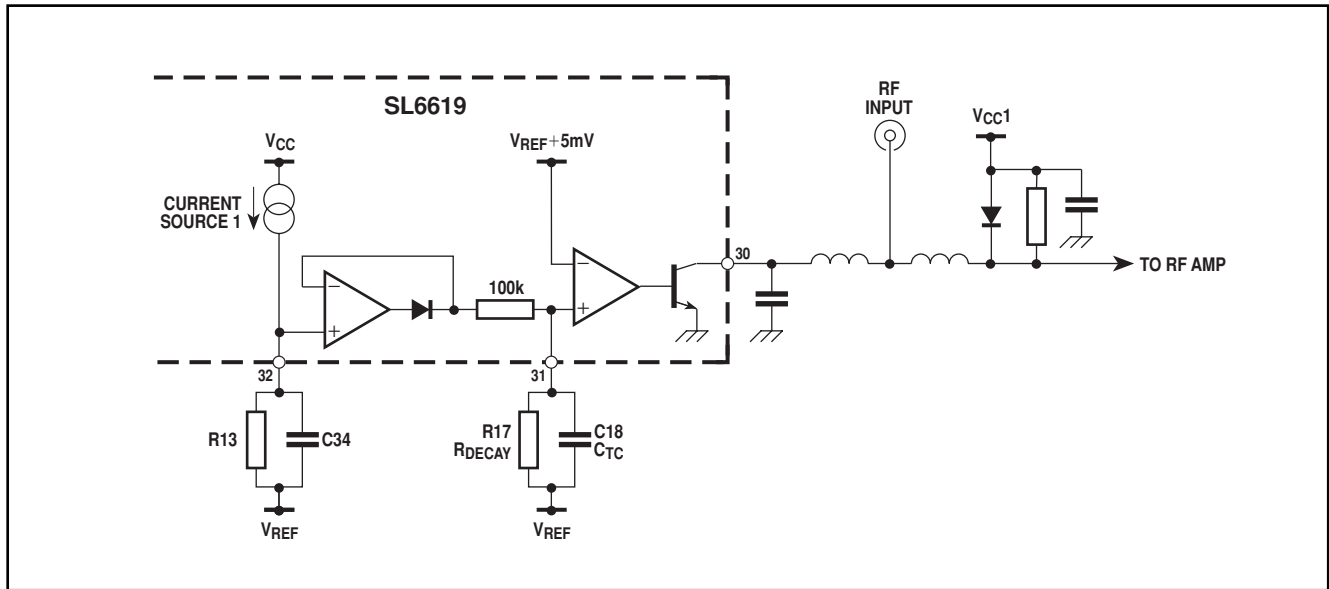 SL6619
VCC
CURRENT
SOURCE 1
VREF+5mV
−
+
100k
−
+
30
RF
INPUT
VCC1
TO RF AMP
32
31
R13
C34
VREF
R17
RDECAY
C18
CTC
VREF